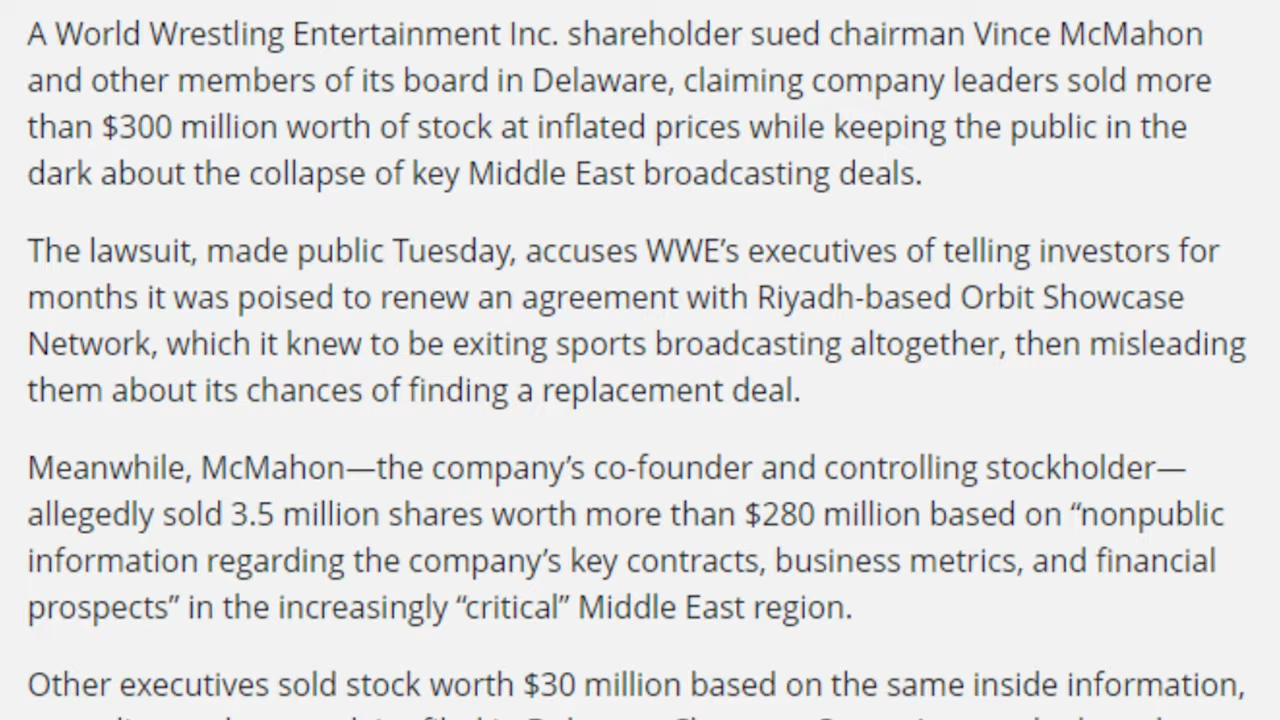 A World Wrestling Entertainment Inc. shareholder sued chairman Vince McMahon
and other members of its board in Delaware, claiming company leaders sold more
than $300 million worth of stock at inflated prices while keeping the public in the
dark about the collapse of key Middle East broadcasting deals.
The lawsuit, made public Tuesday, accuses WWE’s executives of telling investors for
months it was poised to renew an agreement with Riyadh-based Orbit Showcase
Network, which it knew to be exiting sports broadcasting altogether, then misleading
them about its chances of finding a replacement deal.
Meanwhile, McMahon—the company’s co-founder and controlling stockholder—
allegedly sold 3.5 million shares worth more than $280 million based on “nonpublic
information regarding the company’s key contracts, business metrics, and financial
prospects” in the increasingly “critical” Middle East region.
Other executives sold stock worth $30 million based on the same inside information,